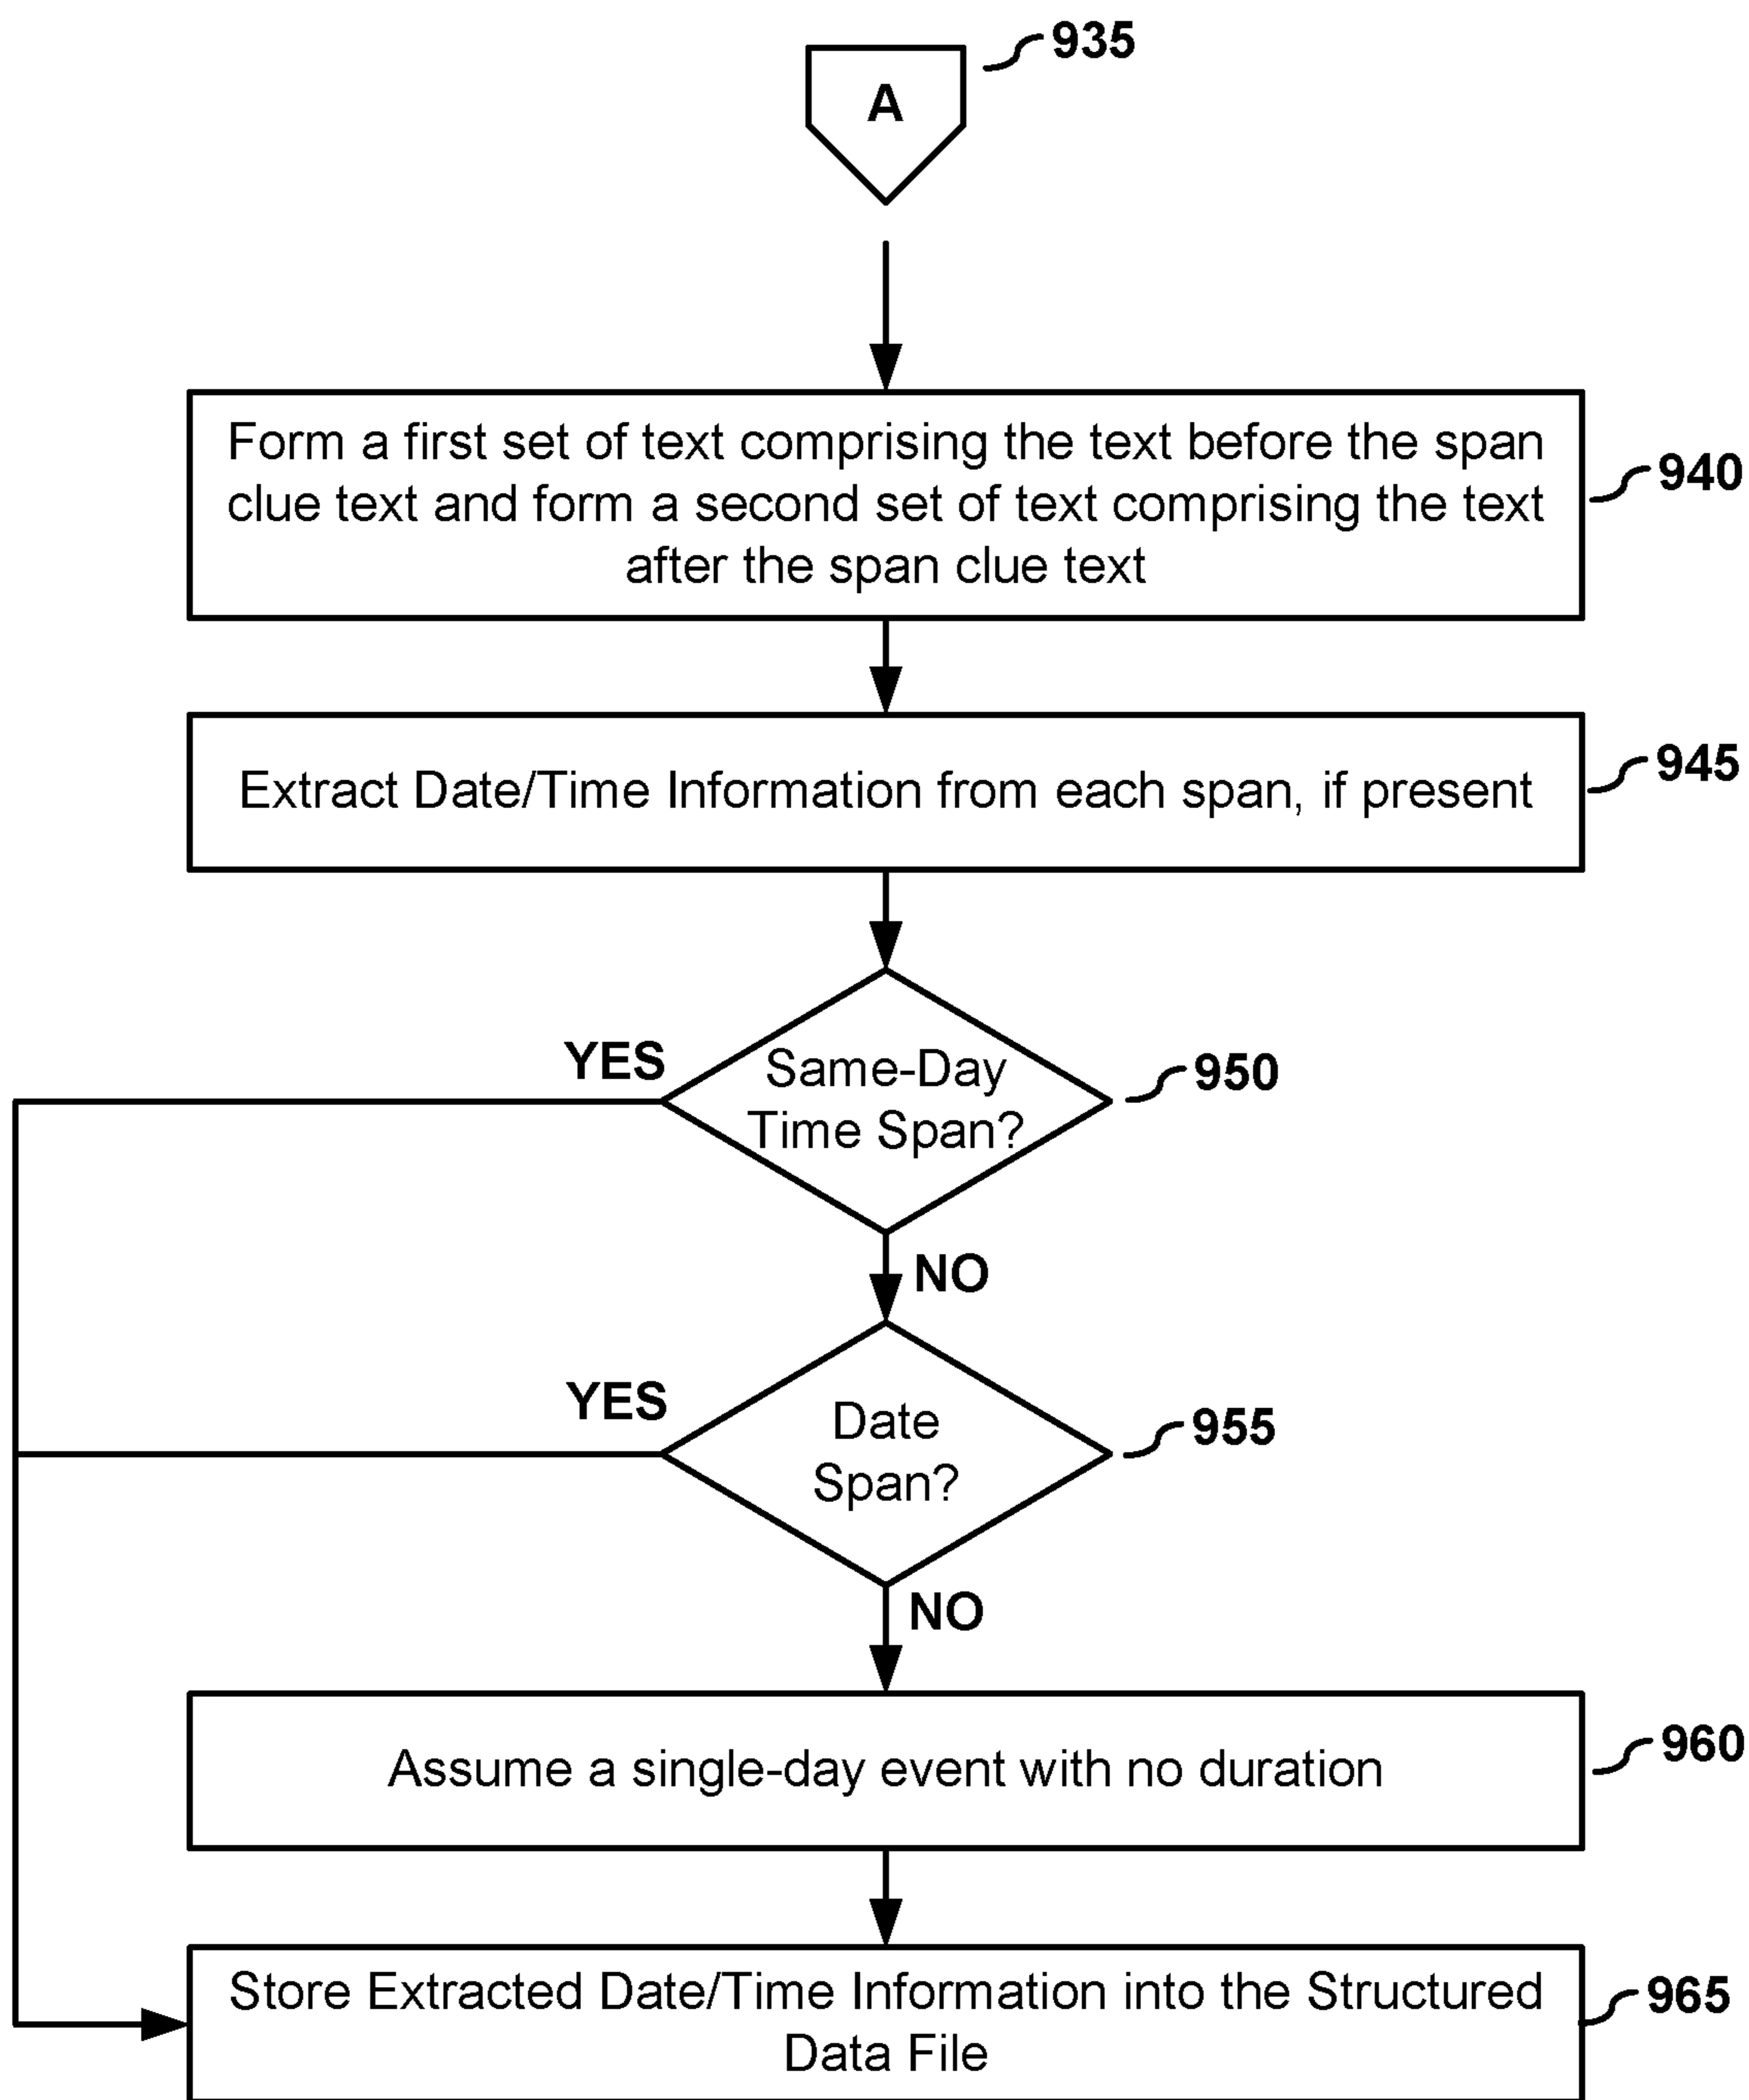 935
A
Form a first set of text comprising the text before the span
clue text and form a second set of text comprising the text
after the span clue text
940
Extract Date/Time Information from each span, if present
945
YES
Same-Day
Time Span?
950
NO
YES
Date
Span?
955
NO
Assume a single-day event with no duration
960
Store Extracted Date/Time Information into the Structured
Data File
965